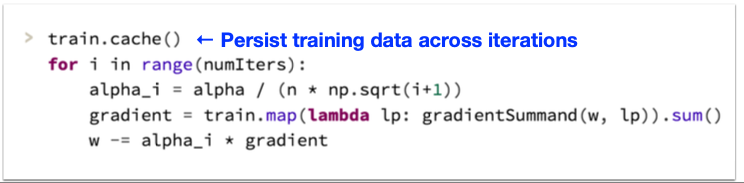 > train.cache() ← Persist training data across iterations
for i in range(numIters):
alpha_i = alpha / (n * np.sqrt(i+1))
gradient = train.map(lambda lp: gradientSummand(w, lp)).sum()
w -= alpha_i * gradient